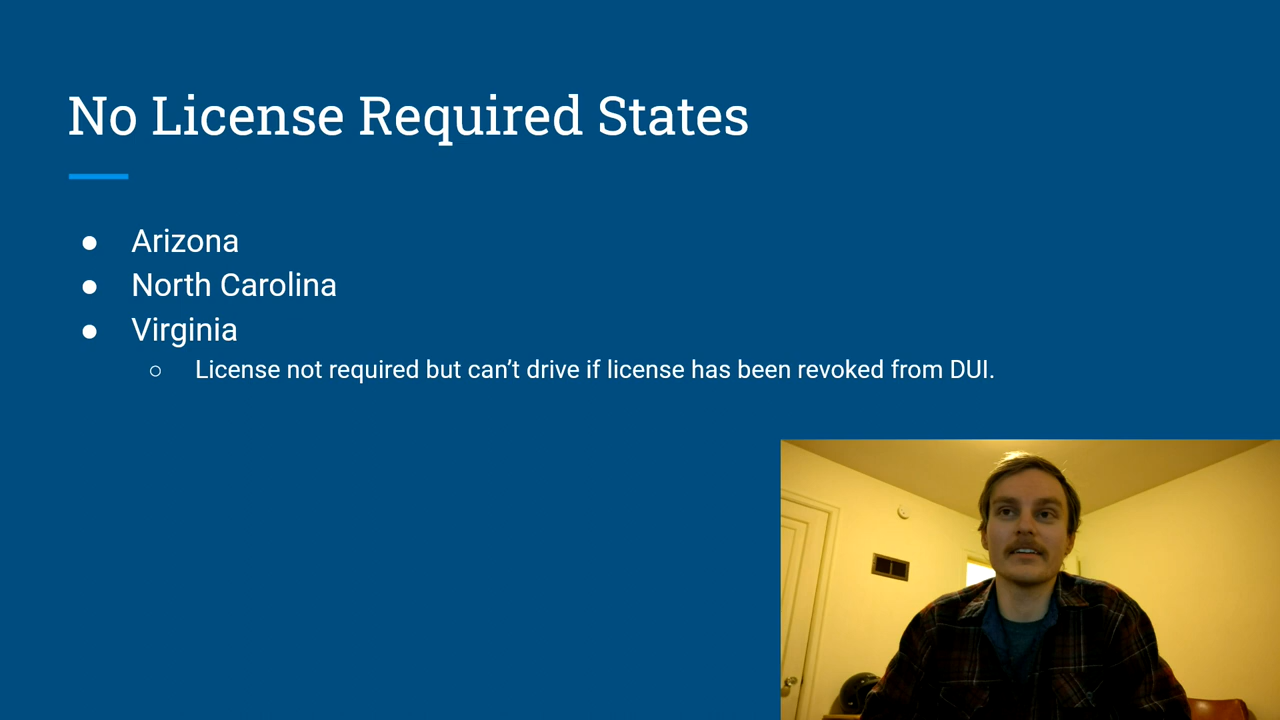 No License Required States
● Arizona
● North Carolina
● Virginia
○ License not required but can’t drive if license has been revoked from DUI.